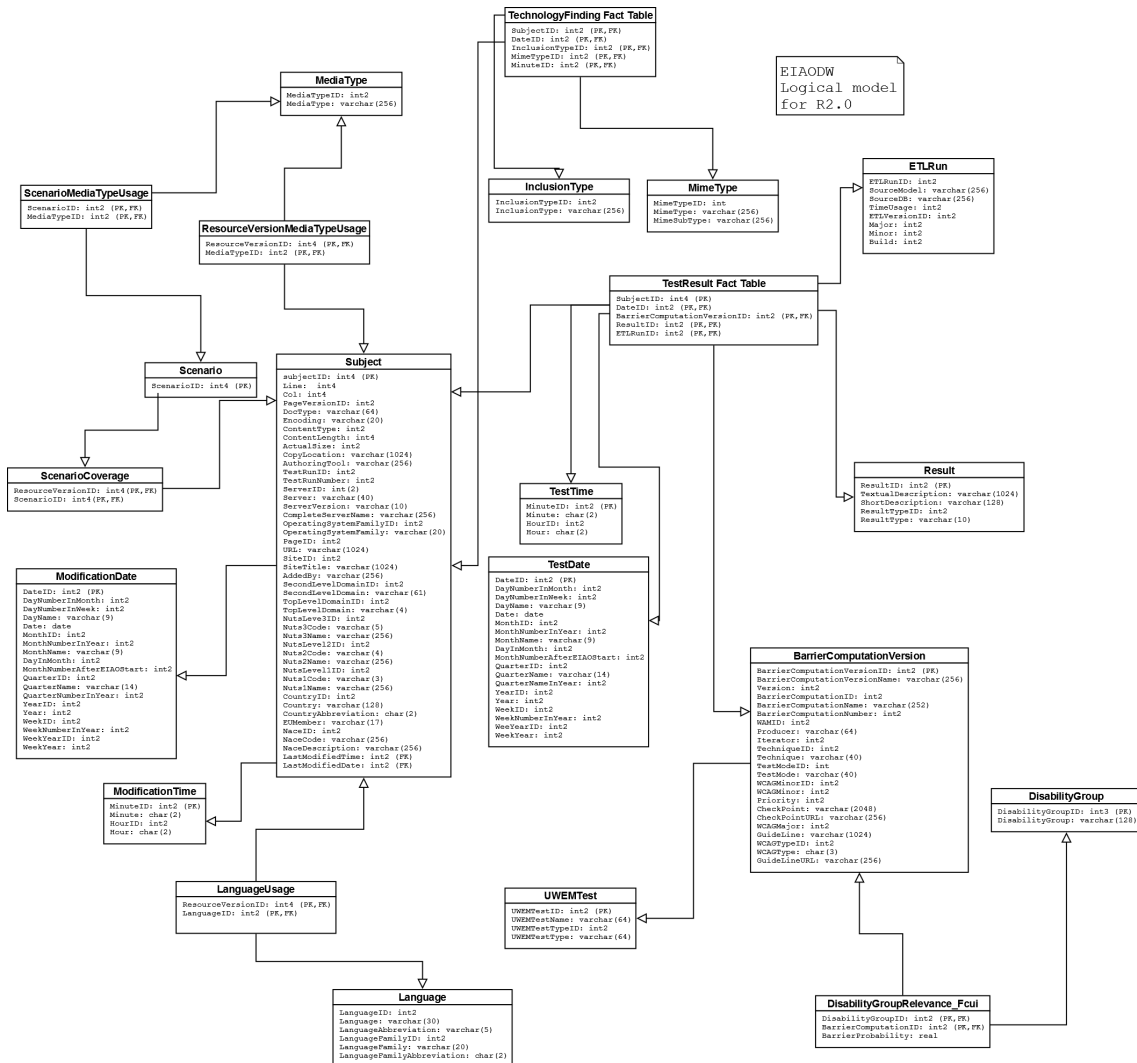 TechnologyFinding Fact Table
SubjectID: int2 (PK,FK)
DateID: int2 (PK,FK)
InclusionTypeID: int2 (PK,FK)
MimeTypeID: int2 (PK,FK)
MinuteID: int2 (PK,FK)
EIAODW
Logical model
for R2.0
MediaType
MediaTypeID: int2
MediaType: varchar(256)
ScenarioMediaTypeUsage
ScenarioID: int2 (PK,FK)
MediaTypeID: int2 (PK,FK)
ResourceVersionMediaTypeUsage
ResourceVersionID: int4 (PK,FK)
MediaTypeID: int2 (PK,FK)
InclusionType
InclusionTypeID: int2
InclusionType: varchar(256)
MimeType
MimeTypeID: int
MimeType: varchar(256)
MimeSubType: varchar(256)
ETLRun
ETLRunID: int2
SourceModel: varchar(256)
SourceDB: varchar(256)
TimeUsage: int2
ETLVersionID: int2
Major: int2
Minor: int2
Build: int2
TestResult Fact Table
SubjectID: int4 (PK)
DateID: int2 (PK,FK)
BarrierComputationVersionID: int2 (PK,FK)
ResultID: int2 (PK,FK)
ETLRunID: int2 (PK,FK)
Scenario
ScenarioID: int4 (PK)
Subject
subjectID: int4 (PK)
Line:  int4
Col: int4
PageVersionID: int2
DocType: varchar(64)
Encoding: varchar(20)
ContentType: int2
ContentLength: int4
ActualSize: int2
CopyLocation: varchar(1024)
AuthoringTool: varchar(256)
TestRunID: int2
TestRunNumber: int2
ServerID: int(2)
Server: varchar(40)
ServerVersion: varchar(10)
CompleteServerName: varchar(256)
OperatingSystemFamilyID: int2
OperatingSystemFamily: varchar(20)
PageID: int2
URL: varchar(1024)
SiteID: int2
SiteTitle: varchar(1024)
AddedBy: varchar(256)
SecondLevelDomainID: int2
SecondLevelDomain: varchar(61)
TopLevelDomainID: int2
TopLevelDomain: varchar(4)
NutsLeve3ID: int2
Nuts3Code: varchar(5)
Nuts3Name: varchar(256)
NutsLevel2ID: int2
Nuts2Code: varchar(4)
Nuts2Name: varchar(256)
NutsLevel1ID: int2
Nuts1Code: varchar(3)
Nuts1Name: varchar(256)
CountryID: int2
Country: varchar(128)
CountryAbbreviation: char(2)
EUMember: varchar(17)
NaceID: int2
NaceCode: varchar(256)
NaceDescription: varchar(256)
LastModifiedTime: int2 (FK)
LastModifiedDate: int2 (FK)
ScenarioCoverage
ResourceVersionID: int4(PK,FK)
ScenarioID: int4(PK,FK)
TestTime
MinuteID: int2 (PK)
Minute: char(2)
HourID: int2
Hour: char(2)
Result
ResultID: int2 (PK)
TextualDescription: varchar(1024)
ShortDescription: varchar(128)
ResultTypeID: int2
ResultType: varchar(10)
ModificationDate
DateID: int2 (PK)
DayNumberInMonth: int2
DayNumberInWeek: int2
DayName: varchar(9)
Date: date
MonthID: int2
MonthNumberInYear: int2
MonthName: varchar(9)
DayInMonth: int2
MonthNumberAfterEIAOStart: int2
QuarterID: int2
QuarterName: varchar(14)
QuarterNumberInYear: int2
YearID: int2
Year: int2
WeekID: int2
WeekNumberInYear: int2
WeekYearID: int2
WeekYear: int2
TestDate
DateID: int2 (PK)
DayNumberInMonth: int2
DayNumberInWeek: int2
DayName: varchar(9)
Date: date
MonthID: int2
MonthNumberInYear: int2
MonthName: varchar(9)
DayInMonth: int2
MonthNumberAfterEIAOStart: int2
QuarterID: int2
QuarterName: varchar(14)
QuarterNameInYear: int2
YearID: int2
Year: int2
WeekID: int2
WeekNumberInYear: int2
WeeYearID: int2
WeekYear: int2
BarrierComputationVersion
BarrierComputationVersionID: int2 (PK)
BarrierComputationVersionName: varchar(256)
Version: int2
BarrierComputationID: int2
BarrierComputationName: varchar(252)
BarrierComputationNumber: int2
WAMID: int2
Producer: varchar(64)
Iterator: int2
TechniqueID: int2
Technique: varchar(40)
TestModeID: int
TestMode: varchar(40)
WCAGMinorID: int2
WCAGMinor: int2
Priority: int2
CheckPoint: varchar(2048)
CheckPointURL: varchar(256)
WCAGMajor: int2
GuideLine: varchar(1024)
WCAGTypeID: int2
WCAGType: char(3)
GuideLineURL: varchar(256)
ModificationTime
MinuteID: int2 (PK)
Minute: char(2)
HourID: int2
Hour: char(2)
DisabilityGroup
DisabilityGroupID: int3 (PK)
DisabilityGroup: varchar(128)
LanguageUsage
ResourceVersionID: int4 (PK,FK)
LanguageID: int2 (PK,FK)
UWEMTest
UWEMTestID: int2 (PK)
UWEMTestName: varchar(64)
UWEMTestTypeID: int2
UWEMTestType: varchar(64)
Language
LanguageID: int2
Language: varchar(30)
LanguageAbbreviation: varchar(5)
LanguageFamilyID: int2
LanguageFamily: varchar(20)
LanguageFamilyAbbreviation: char(2)
DisabilityGroupRelevance_Fcui
DisabilityGroupID: int2 (PK,FK)
BarrierComputationID: int2 (PK,FK)
BarrierProbability: real